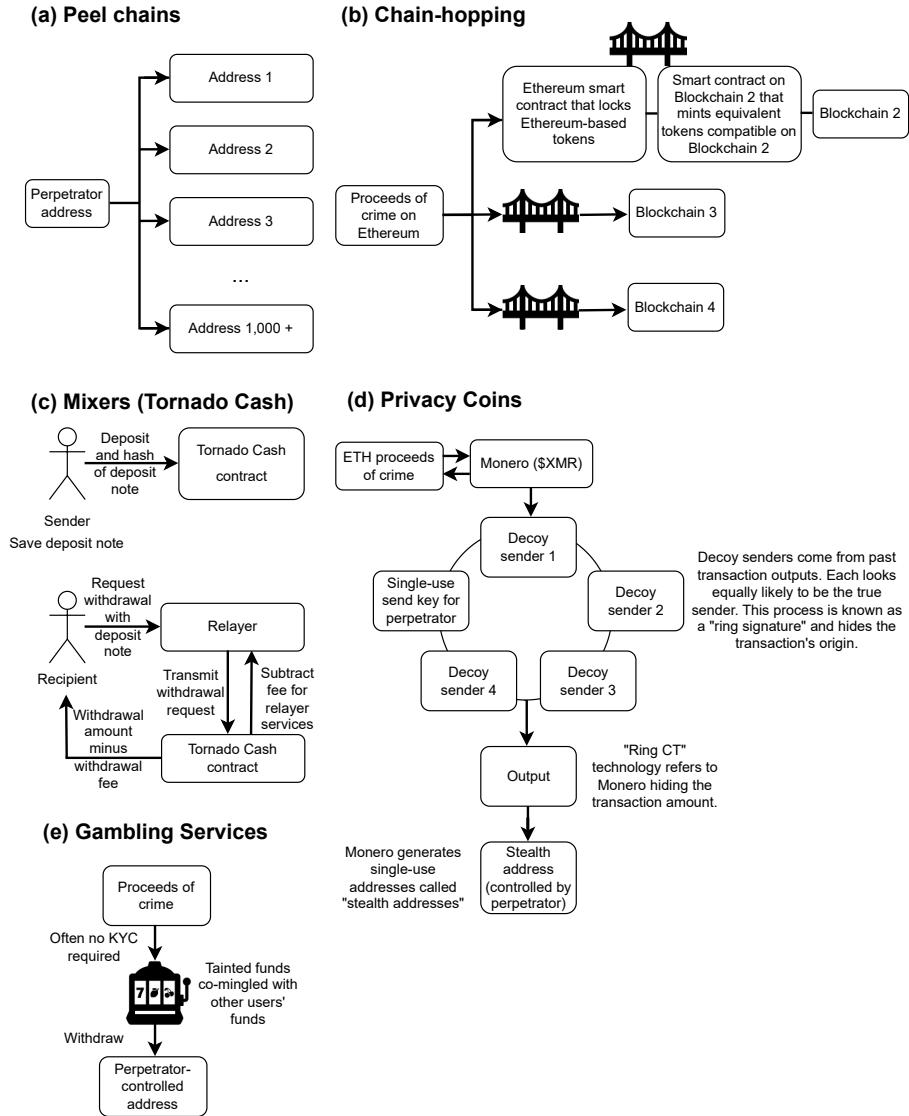 (a) Peel chains
Address 1
Address 2
Perpetrator
address
Address 3
...
Address 1,000 +
(b) Chain-hopping
Ethereum smart
contract that locks
Ethereum-based
tokens
Smart contract on
Blockchain 2 that
mints equivalent
tokens compatible on
Blockchain 2
Blockchain 2
Proceeds of
crime on
Ethereum
Blockchain 3
Blockchain 4
(c) Mixers (Tornado Cash)
Deposit
and hash
of deposit
note
Tornado Cash
contract
Sender
Save deposit note
Request
withdrawal
with
deposit
note
Relayer
Recipient
Transmit
withdrawal
request
Subtract
fee for
relayer
services
Withdrawal
amount
minus
withdrawal
fee
Tornado Cash
contract
(d) Privacy Coins
ETH proceeds
of crime
Monero ($XMR)
Decoy
sender 1
Single-use
send key for
perpetrator
Decoy
sender 2
Decoy
sender 4
Decoy
sender 3
Decoy senders come from past
transaction outputs. Each looks
equally likely to be the true
sender. This process is known as
a "ring signature" and hides the
transaction's origin.
Output
"Ring CT"
technology refers to
Monero hiding the
transaction amount.
Monero generates
single-use
addresses called
"stealth addresses"
Stealth
address
(controlled by
perpetrator)
(e) Gambling Services
Proceeds of
crime
Often no KYC
required
7
Tainted funds
co-mingled with
other users'
funds
Withdraw
Perpetrator-
controlled
address